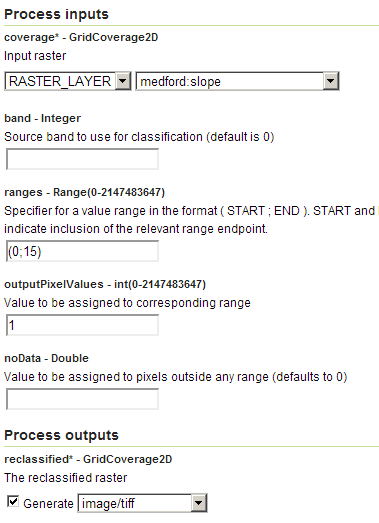 Process inputs
coverage* - GridCoverage2D
Input raster
RASTER_LAYER medford:slope
band - Integer
Source band to use for classification (default is 0)
ranges - Range(0-2147483647)
Specifier for a value range in the format ( START ; END ). START and
indicate inclusion of the relevant range endpoint.
(0;15)
outputPixelValues - int(0-2147483647)
Value to be assigned to corresponding range
1
noData - Double
Value to be assigned to pixels outside any range (defaults to 0)
Process outputs
reclassified* - GridCoverage2D
The reclassified raster
Generate image/tiff